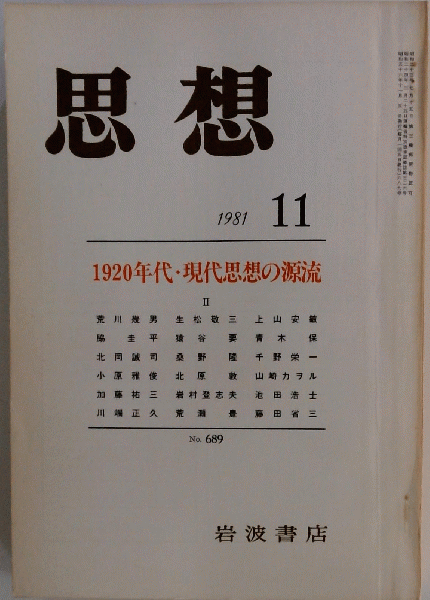 思想
1981 11
1920年代・現代思想の源流
II
荒川幾男 生松敬三 上山安敏
脇圭平 猿谷要 青木保
北岡誠司 桑野隆 千野栄一
小原雅俊 北原敦 山崎カヲル
加藤祐三 岩村登志夫 池田浩士
川端正久 荒瀬豊 藤田省三
No. 689
岩波書店